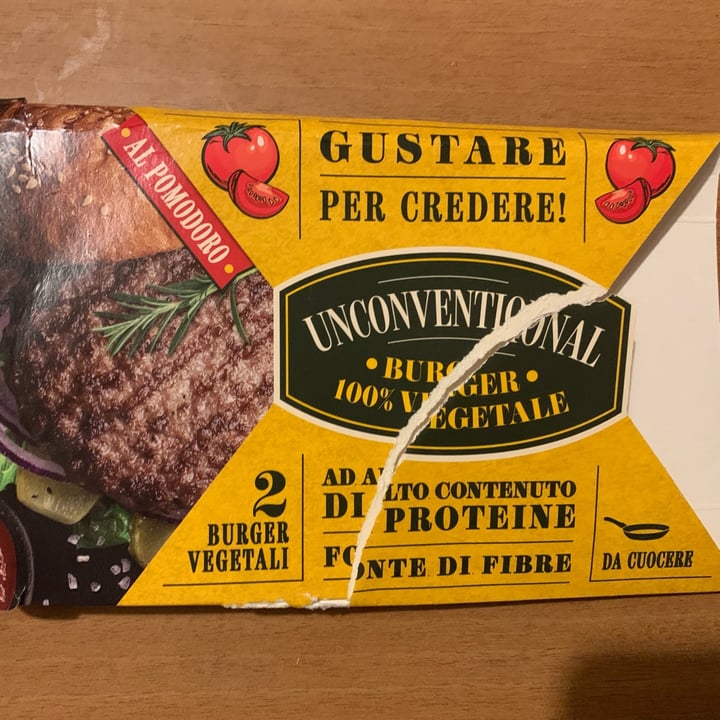 AL POMODORO
GUSTARE
PER CREDERE!
UNCONVENTIONAL
• BURGER •
100% VEGETALE
2
BURGER
VEGETALI
AD ALTO CONTENUTO
DI PROTEINE
FONTE DI FIBRE
DA CUOCERE